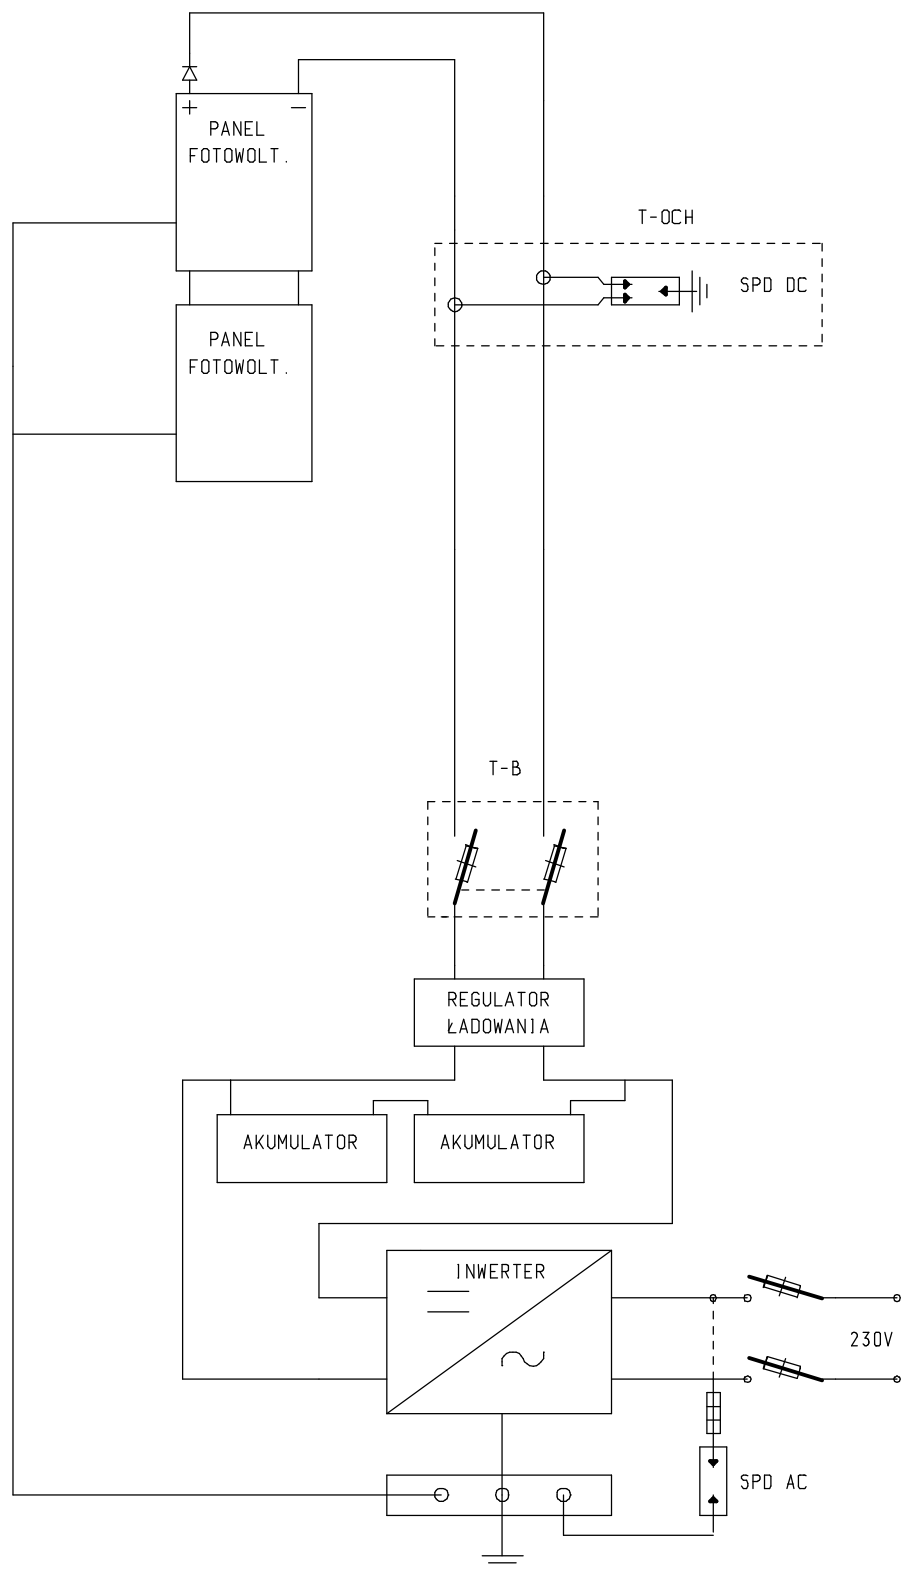 + −
PANEL
FOTOWOLT.
T-OCH
SPD DC
PANEL
FOTOWOLT.
T-B
REGULATOR
ŁADOWANIA
AKUMULATOR
AKUMULATOR
INWERTER
230V
SPD AC